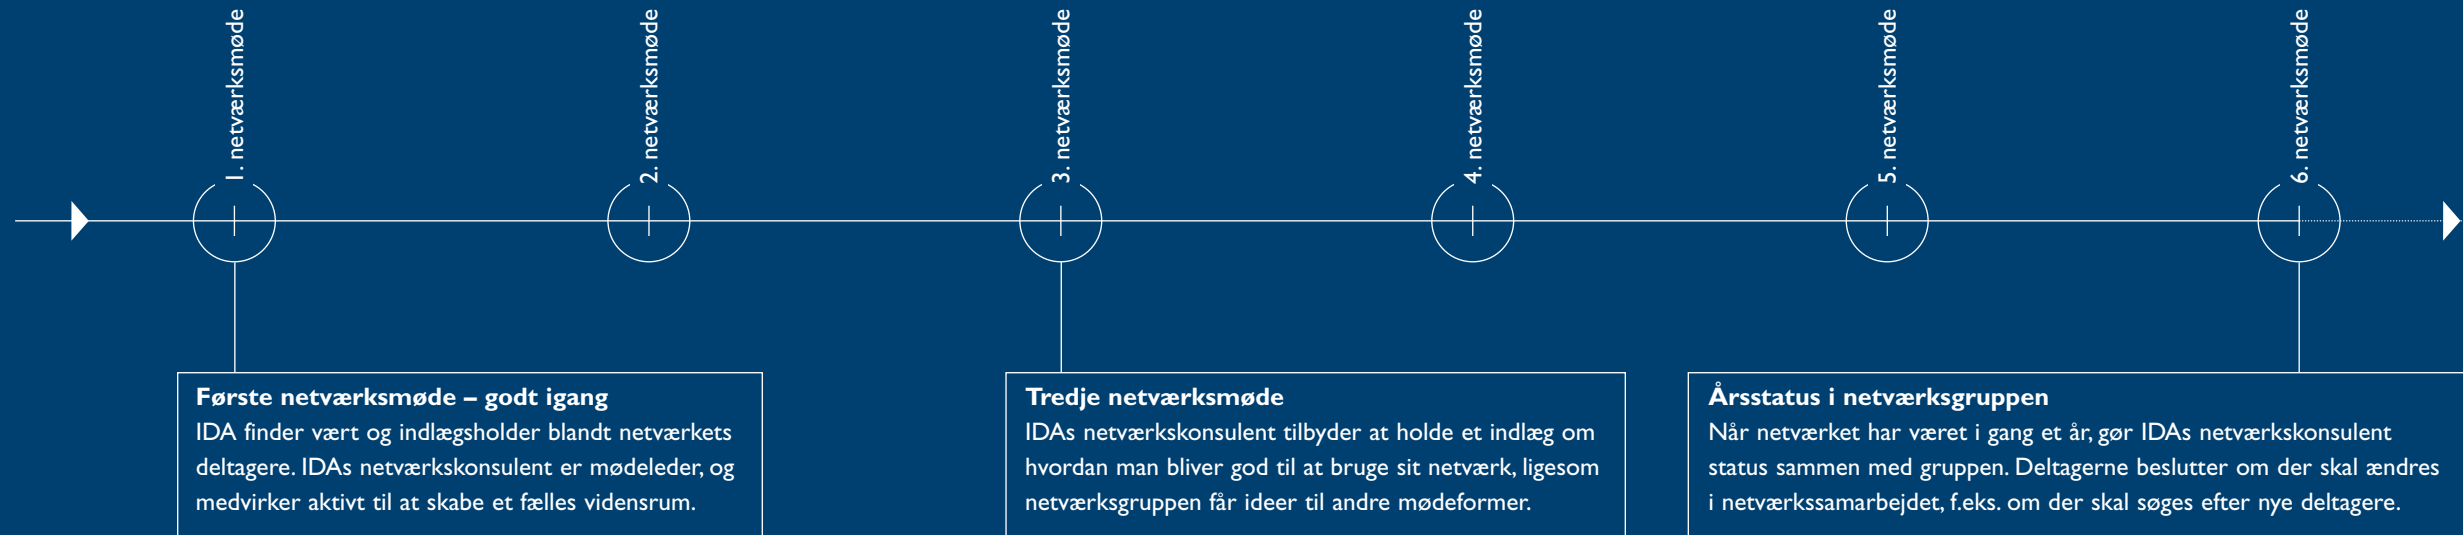 1. netværksmøde
2. netværksmøde
3. netværksmøde
4. netværksmøde
5. netværksmøde
6. netværksmøde
Første netværksmøde – godt igang
IDA finder vært og indlægsholder blandt netværkets
deltagere. IDAs netværkskonsulent er mødeleder, og
medvirker aktivt til at skabe et fælles vidensrum.
Tredje netværksmøde
IDAs netværkskonsulent tilbyder at holde et indlæg om
hvordan man bliver god til at bruge sit netværk, ligesom
netværksgruppen får ideer til andre mødeformer.
Årsstatus i netværksgruppen
Når netværket har været i gang et år, gør IDAs netværkskonsulent
status sammen med gruppen. Deltagerne beslutter om der skal ændres
i netværkssamarbejdet, f.eks. om der skal søges efter nye deltagere.